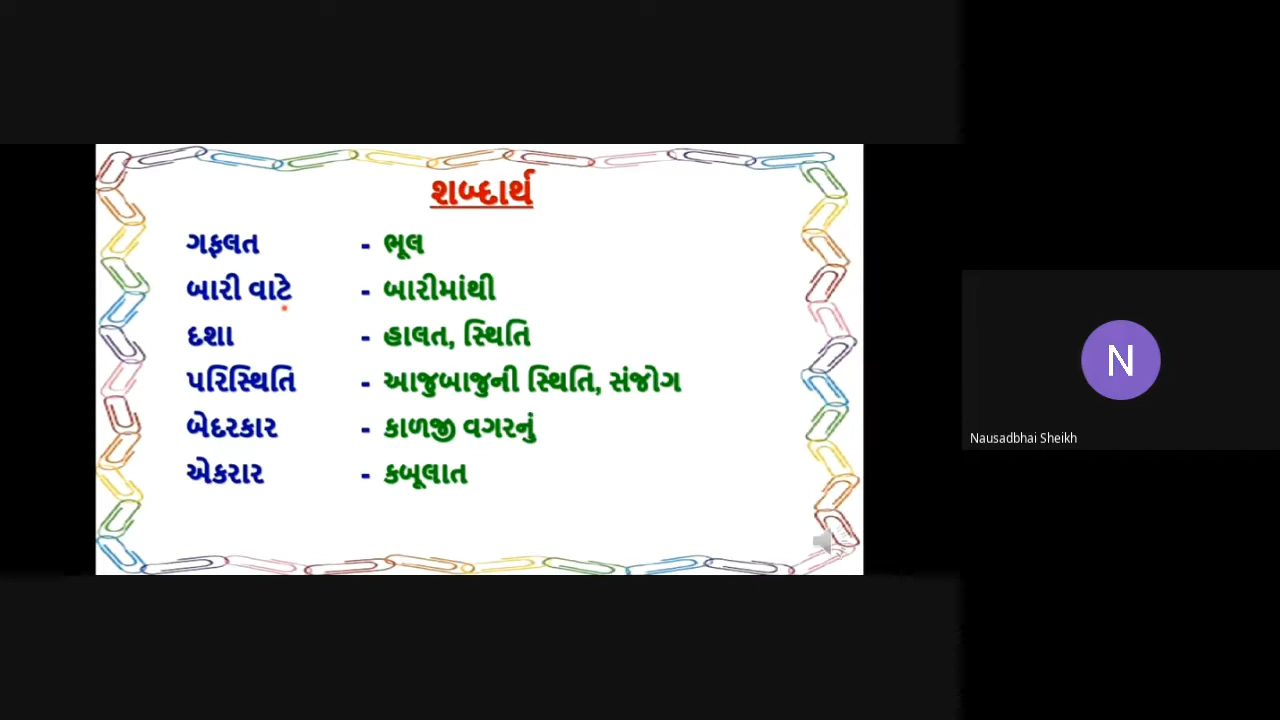 શબ્દાર્થ
ગફલત - ભૂલ
બારી વાટે - બારીમાંથી
દશા - હાલત, સ્થિતિ
પરિસ્થિતિ - આજુબાજુની સ્થિતિ, સંજોગ
બેદરકાર - કાળજી વગરનું
એકરાર - કબૂલાત
N
Nausadbhai Sheikh